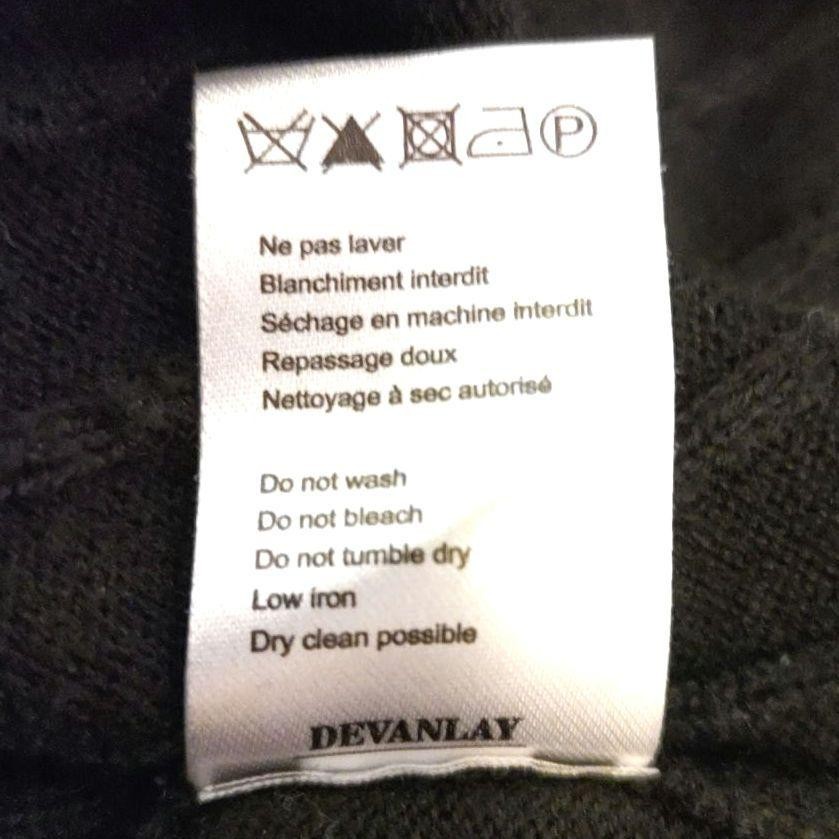 P
Ne pas laver
Blanchiment interdit
Séchage en machine interdit
Repassage doux
Nettoyage à sec autorisé
Do not wash
Do not bleach
Do not tumble dry
Low iron
Dry clean possible
DEVANLAY